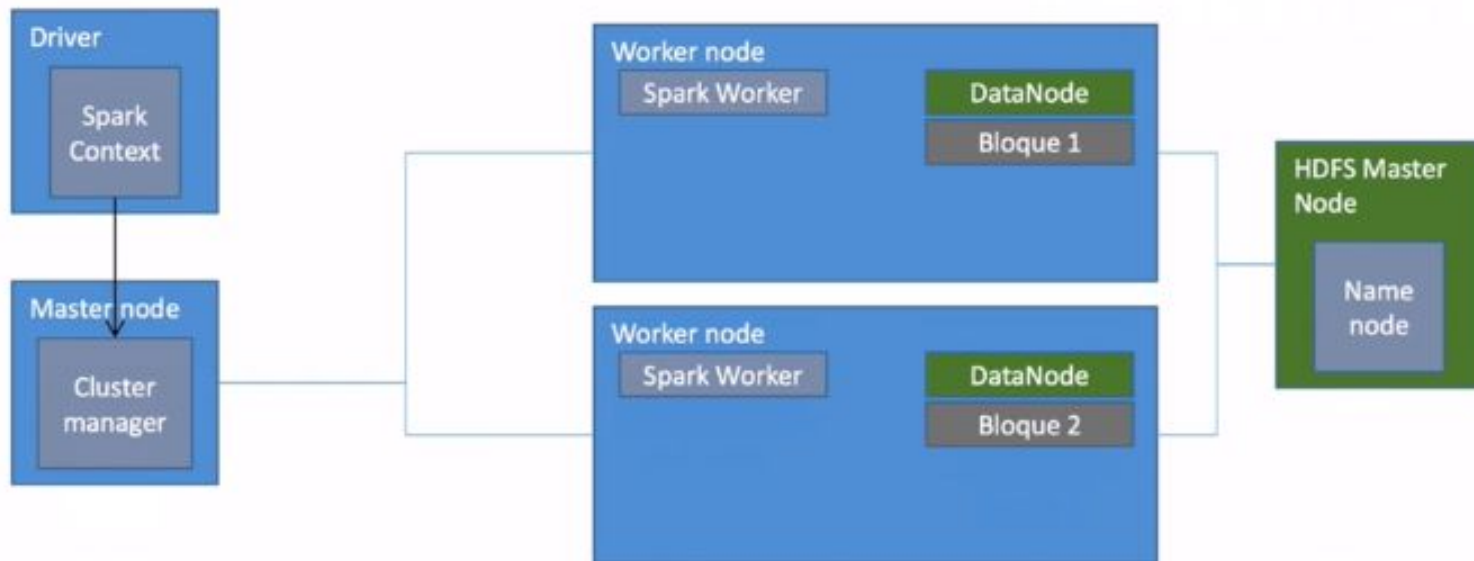 Driver
Spark
Context
Master node
Cluster
manager
Worker node
Spark Worker
DataNode
Bloque 1
Worker node
Spark Worker
DataNode
Bloque 2
HDFS Master
Node
Name
node